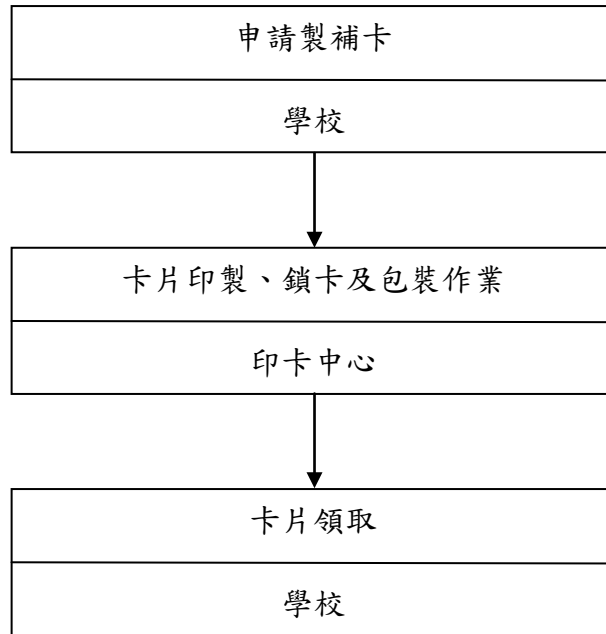 申請製補卡
學校
卡片印製、鎖卡及包裝作業
印卡中心
卡片領取
學校